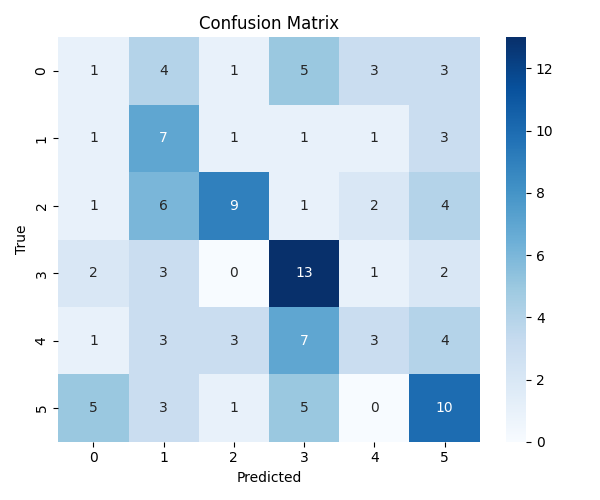 Confusion Matrix
True
0 1 4 1 5 3 3
1 1 7 1 1 1 3
2 1 6 9 1 2 4
3 2 3 0 13 1 2
4 1 3 3 7 3 4
5 5 3 1 5 0 10
0 1 2 3 4 5
Predicted
12
10
8
6
4
2
0